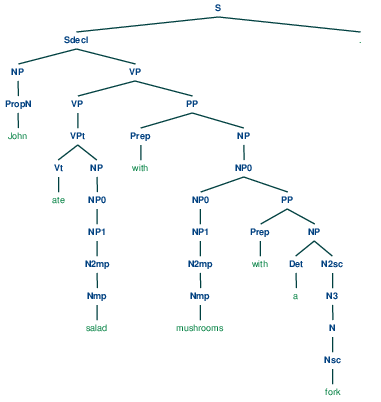 S
Sdecl .
NP VP
PropN VP PP
John VPt Prep NP
Vt NP with NP0
ate NP0 NP0 PP
NP1 NP1 Prep NP
N2mp N2mp with Det N2sc
Nmp Nmp a N3
salad mushrooms N
Nsc
fork